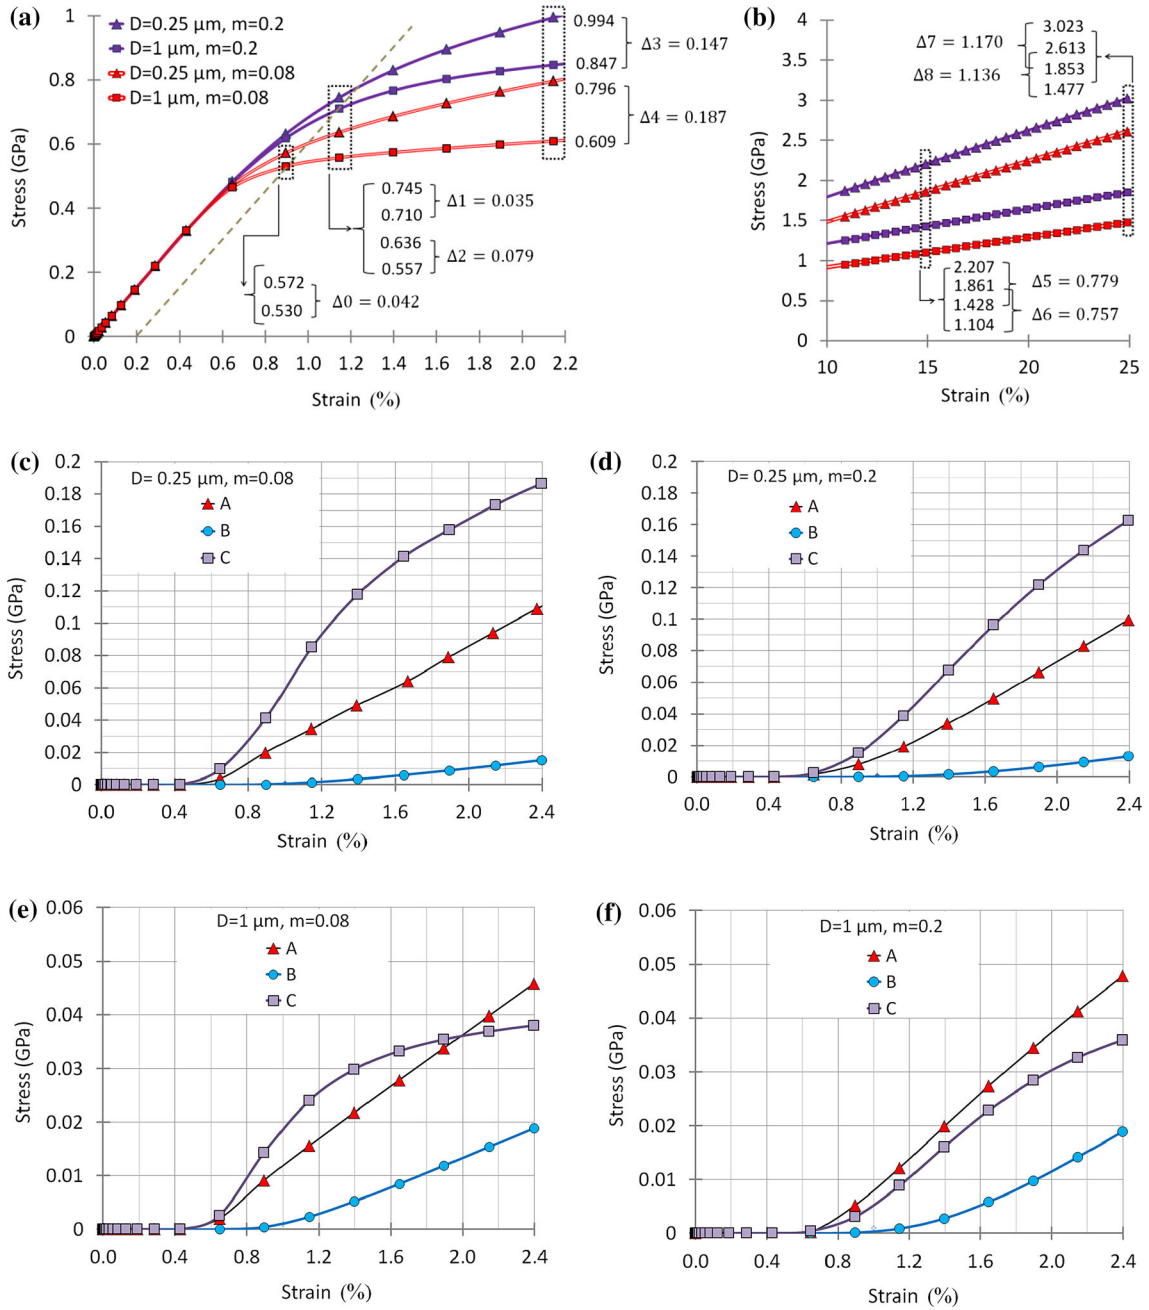 (a)
D=0.25 μm, m=0.2
D=1 μm, m=0.2
D=0.25 μm, m=0.08
D=1 μm, m=0.08
1
0.8
0.6
0.4
0.2
0
Stress (GPa)
0.0 0.2 0.4 0.6 0.8 1.0 1.2 1.4 1.6 1.8 2.0 2.2
Strain (%)
0.994
0.847
Δ3 = 0.147
0.796
0.609
Δ4 = 0.187
0.745
0.710
Δ1 = 0.035
0.636
0.557
Δ2 = 0.079
0.572
0.530
Δ0 = 0.042
(b)
4
3.5
3
2.5
2
1.5
1
0.5
0
Stress (GPa)
10 15 20 25
Strain (%)
Δ7 = 1.170
Δ8 = 1.136
3.023
2.613
1.853
1.477
2.207
1.861
1.428
1.104
Δ5 = 0.779
Δ6 = 0.757
(c)
D= 0.25 μm, m=0.08
A
B
C
0.2
0.18
0.16
0.14
0.12
0.1
0.08
0.06
0.04
0.02
0
Stress (GPa)
0.0 0.4 0.8 1.2 1.6 2.0 2.4
Strain (%)
(d)
D= 0.25 μm, m=0.2
A
B
C
0.2
0.18
0.16
0.14
0.12
0.1
0.08
0.06
0.04
0.02
0
Stress (GPa)
0.0 0.4 0.8 1.2 1.6 2.0 2.4
Strain (%)
(e)
D=1 μm, m=0.08
A
B
C
0.06
0.05
0.04
0.03
0.02
0.01
0
Stress (GPa)
0.0 0.4 0.8 1.2 1.6 2.0 2.4
Strain (%)
(f)
D=1 μm, m=0.2
A
B
C
0.06
0.05
0.04
0.03
0.02
0.01
0
Stress (GPa)
0.0 0.4 0.8 1.2 1.6 2.0 2.4
Strain (%)